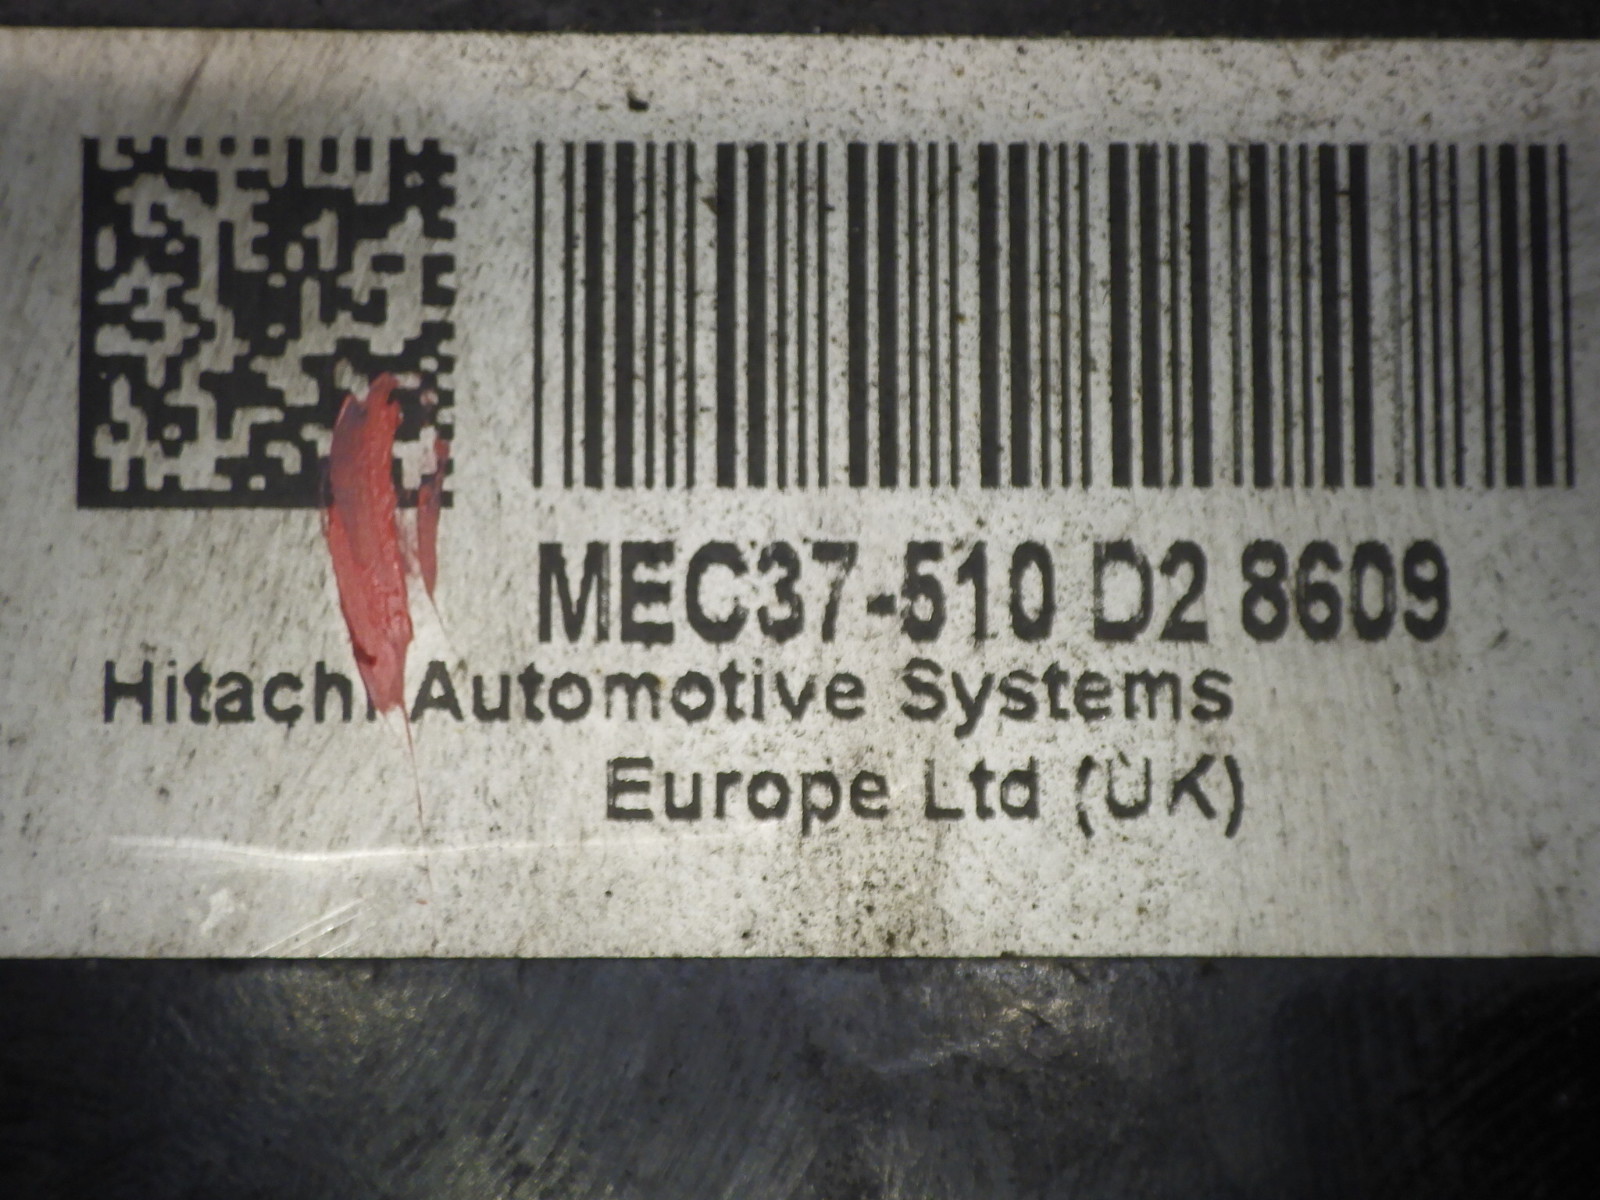 MEC37-510 D2 8609
Hitachi Automotive Systems
Europe Ltd (UK)